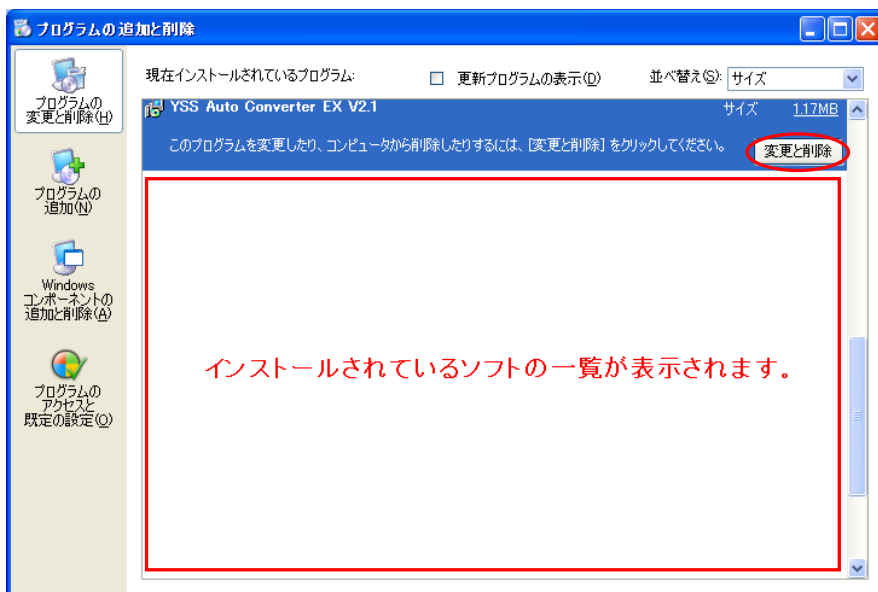 プログラムの追加と削除
プログラムの
変更と削除(H)
プログラムの
追加(N)
Windows
コンポーネントの
追加と削除(A)
プログラムの
アクセスと
既定の設定(O)
現在インストールされているプログラム:
更新プログラムの表示(D)
並べ替え(S):
サイズ
YSS Auto Converter EX V2.1
サイズ
1.17MB
このプログラムを変更したり、コンピュータから削除したりするには、[変更と削除] をクリックしてください。
変更と削除
インストールされているソフトの一覧が表示されます。